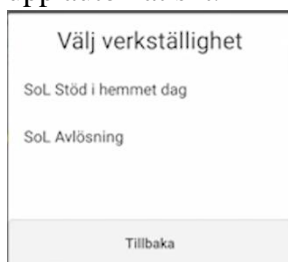 Välj verkställighet
SoL Stöd i hemmet dag
SoL Avlösning
Tillbaka